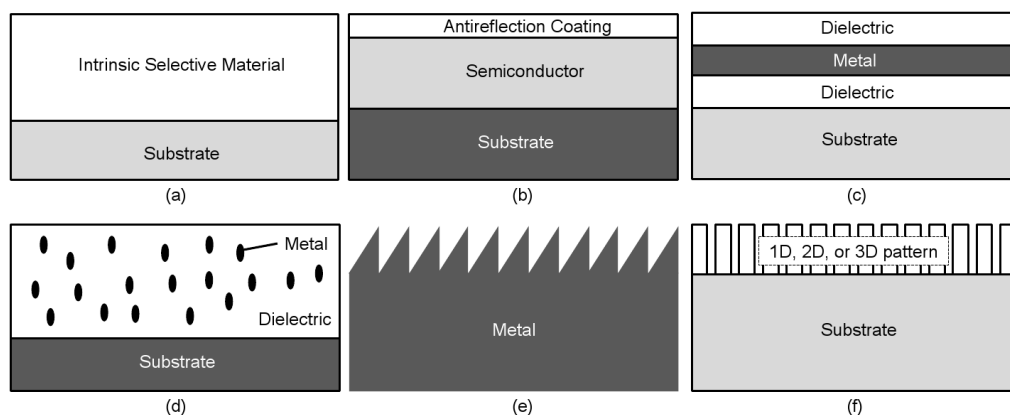 Intrinsic Selective Material
Substrate
(a)
Antireflection Coating
Semiconductor
Substrate
(b)
Dielectric
Metal
Dielectric
Substrate
(c)
Metal
Dielectric
Substrate
(d)
Metal
(e)
1D, 2D, or 3D pattern
Substrate
(f)